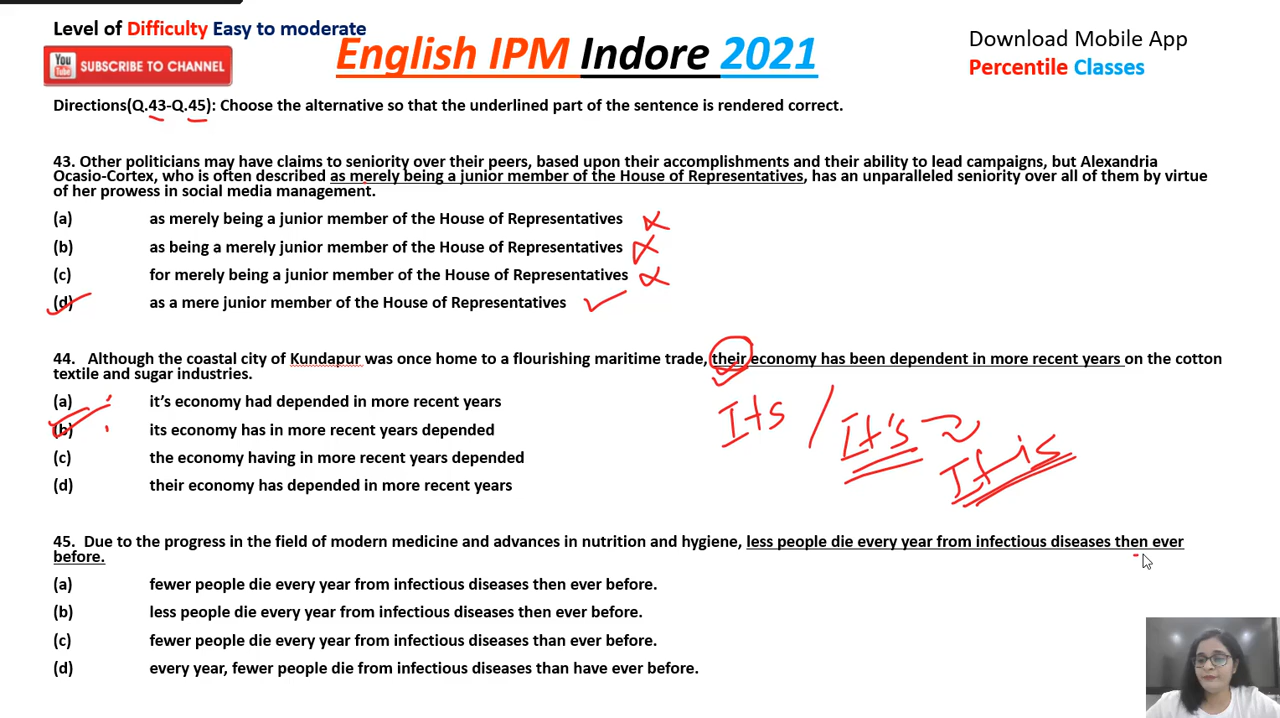 Level of Difficulty Easy to moderate
You Tube SUBSCRIBE TO CHANNEL
English IPM Indore 2021
Download Mobile App
Percentile Classes
Directions(Q.43-Q.45): Choose the alternative so that the underlined part of the sentence is rendered correct.
43. Other politicians may have claims to seniority over their peers, based upon their accomplishments and their ability to lead campaigns, but Alexandria
Ocasio-Cortex, who is often described as merely being a junior member of the House of Representatives, has an unparalleled seniority over all of them by virtue
of her prowess in social media management.
(a) as merely being a junior member of the House of Representatives
(b) as being a merely junior member of the House of Representatives
(c) for merely being a junior member of the House of Representatives
(d) as a mere junior member of the House of Representatives
44. Although the coastal city of Kundapur was once home to a flourishing maritime trade, their economy has been dependent in more recent years on the cotton
textile and sugar industries.
(a) it's economy had depended in more recent years
(b) its economy has in more recent years depended
(c) the economy having in more recent years depended
(d) their economy has depended in more recent years
Its / It's
It is
45. Due to the progress in the field of modern medicine and advances in nutrition and hygiene, less people die every year from infectious diseases then ever
before.
(a) fewer people die every year from infectious diseases then ever before.
(b) less people die every year from infectious diseases then ever before.
(c) fewer people die every year from infectious diseases than ever before.
(d) every year, fewer people die from infectious diseases than have ever before.